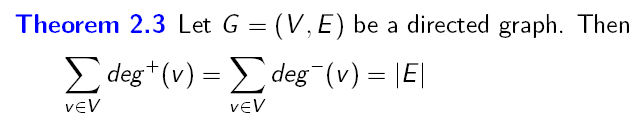 Theorem 2.3 Let G = (V, E) be a directed graph. Then
∑_{v∈V} deg⁺(v) = ∑_{v∈V} deg⁻(v) = |E|